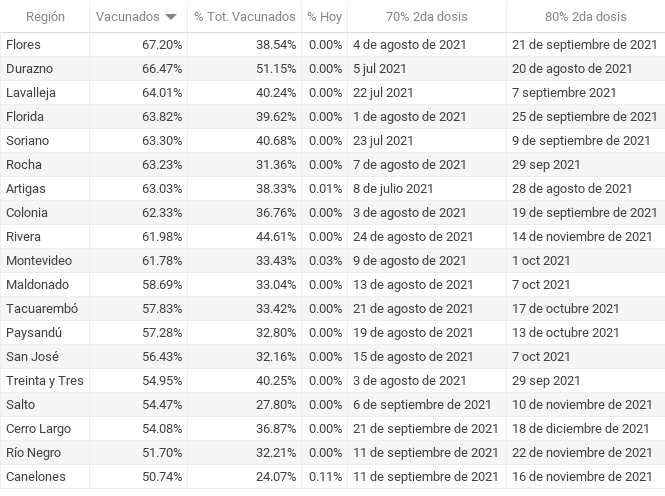 Región Vacunados % Tot. Vacunados % Hoy 70% 2da dosis 80% 2da dosis
Flores 67.20% 38.54% 0.00% 4 de agosto de 2021 21 de septiembre de 2021
Durazno 66.47% 51.15% 0.00% 5 jul 2021 20 de agosto de 2021
Lavalleja 64.01% 40.24% 0.00% 22 jul 2021 7 septiembre 2021
Florida 63.82% 39.62% 0.00% 1 de agosto de 2021 25 de septiembre de 2021
Soriano 63.30% 40.68% 0.00% 23 jul 2021 9 de septiembre de 2021
Rocha 63.23% 31.36% 0.00% 7 de agosto de 2021 29 sep 2021
Artigas 63.03% 38.33% 0.01% 8 de julio 2021 28 de agosto de 2021
Colonia 62.33% 36.76% 0.00% 3 de agosto de 2021 19 de septiembre de 2021
Rivera 61.98% 44.61% 0.00% 24 de agosto de 2021 14 de noviembre de 2021
Montevideo 61.78% 33.43% 0.03% 9 de agosto de 2021 1 oct 2021
Maldonado 58.69% 33.04% 0.00% 13 de agosto de 2021 7 oct 2021
Tacuarembó 57.83% 33.42% 0.00% 21 de agosto de 2021 17 de octubre 2021
Paysandú 57.28% 32.80% 0.00% 19 de agosto de 2021 13 de octubre 2021
San José 56.43% 32.16% 0.00% 15 de agosto de 2021 7 oct 2021
Treinta y Tres 54.95% 40.25% 0.00% 3 de agosto de 2021 29 sep 2021
Salto 54.47% 27.80% 0.00% 6 de septiembre de 2021 10 de noviembre de 2021
Cerro Largo 54.08% 36.87% 0.00% 21 de septiembre de 2021 18 de diciembre de 2021
Río Negro 51.70% 32.21% 0.00% 11 de septiembre de 2021 22 de noviembre de 2021
Canelones 50.74% 24.07% 0.11% 11 de septiembre de 2021 16 de noviembre de 2021